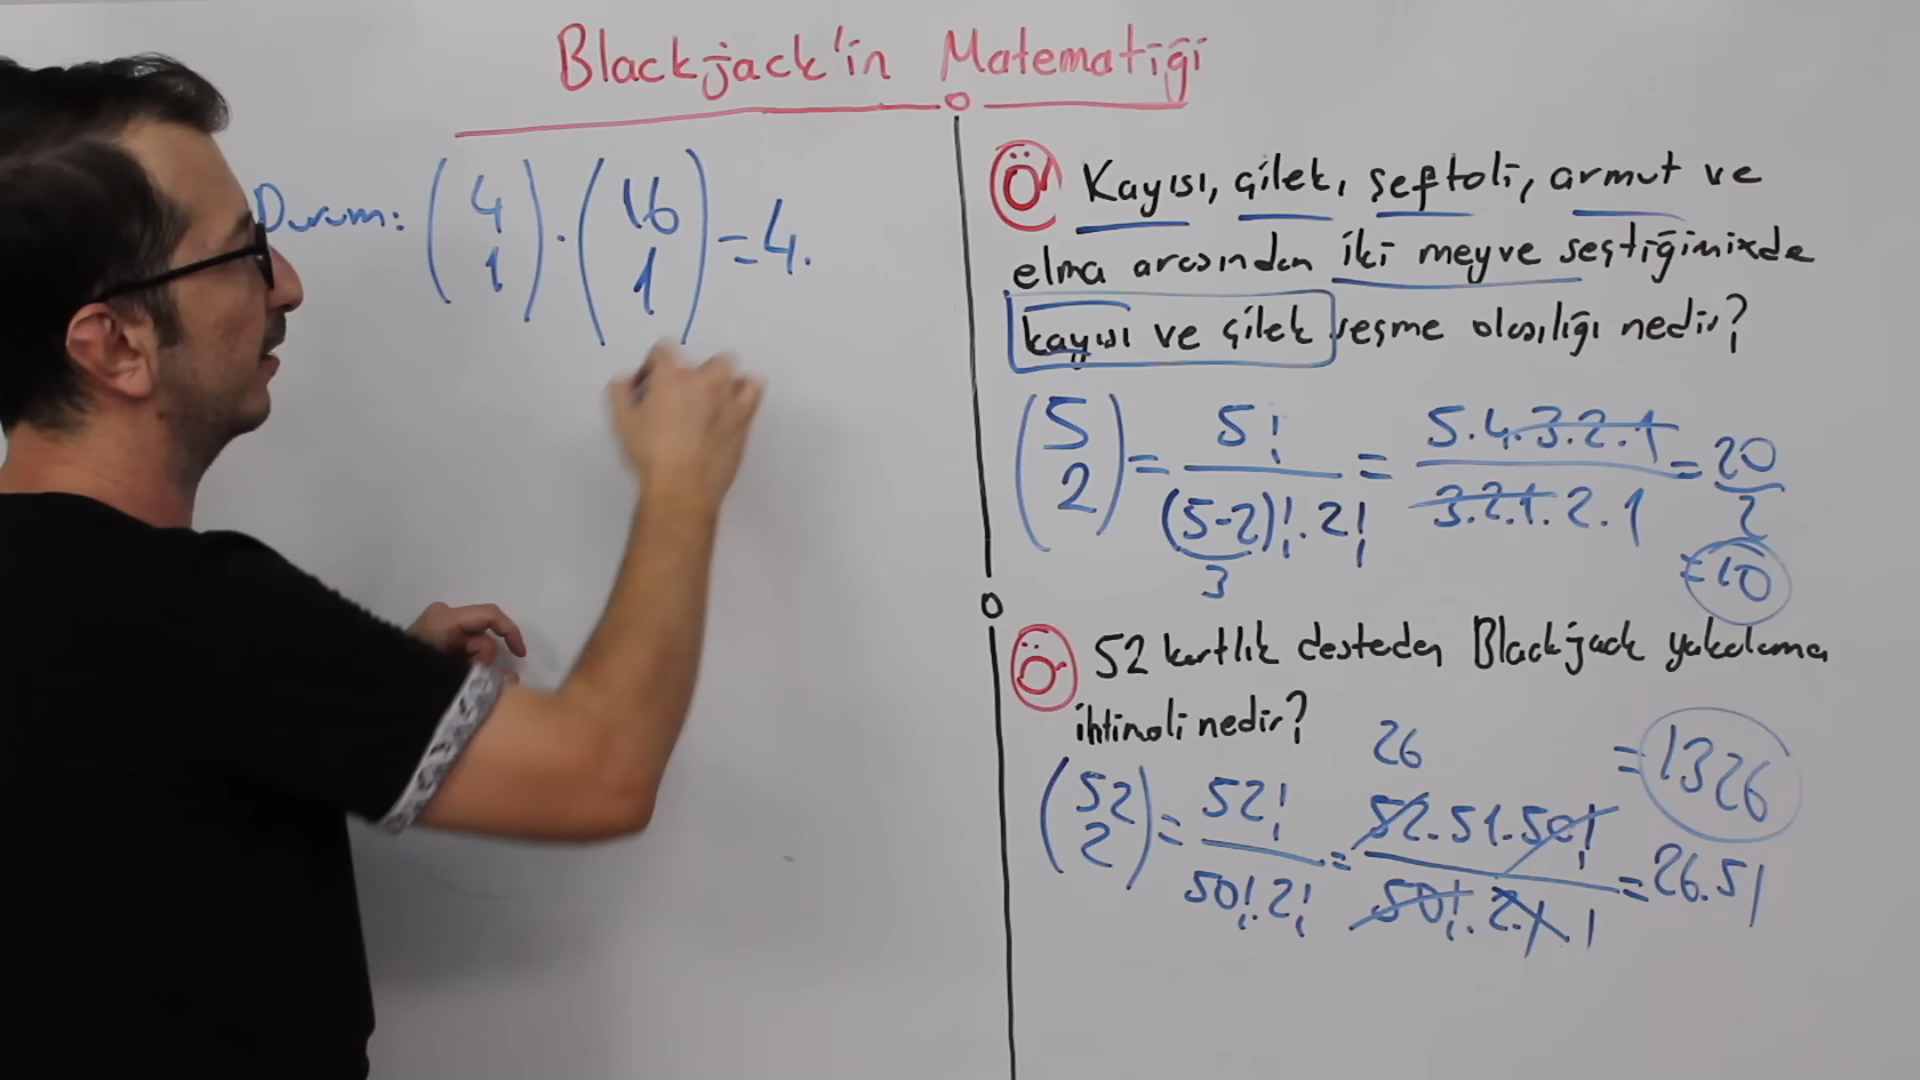 Blackjack'in Matematiği
Durum: (4 1) . (16 1) = 4.
Ö Kayısı, çilek, şeftali, armut ve
elma arasından iki meyve seçtiğimizde
kayısı ve çilek seçme olasılığı nedir?
(5 2) = 5! / (5-2)! . 2! = 5.4.3.2.1 / 3.2.1.2.1 = 20 / 2
3
= 10
Ö 52 kartlık desteden Blackjack yakalama
ihtimali nedir?
26
= 1326
(52 2) = 52! / 50!.2! = 52.51.50! / 50!.2.1 1 = 26.51